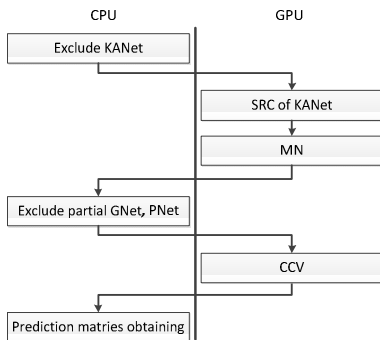 CPU
GPU
Exclude KANet
SRC of KANet
MN
Exclude partial GNet, PNet
CCV
Prediction matries obtaining